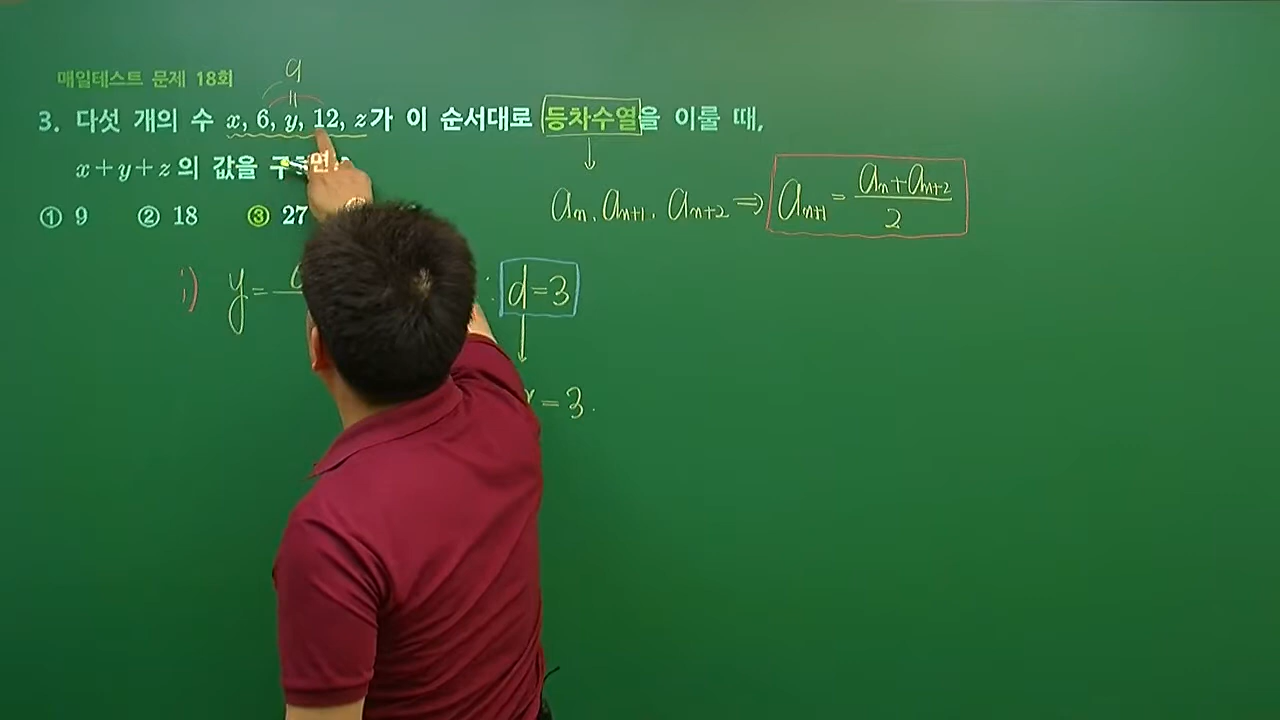 매일테스트 문제 18회
9
3. 다섯 개의 수 x, 6, y, 12, z가 이 순서대로 등차수열을 이룰 때,
x+y+z의 값을
① 9 ② 18 ③ 27
aₙ, aₙ₊₁, aₙ₊₂ ⇒ aₙ₊₁ = (aₙ+aₙ₊₂)/2
i) y=
d=3
=3.